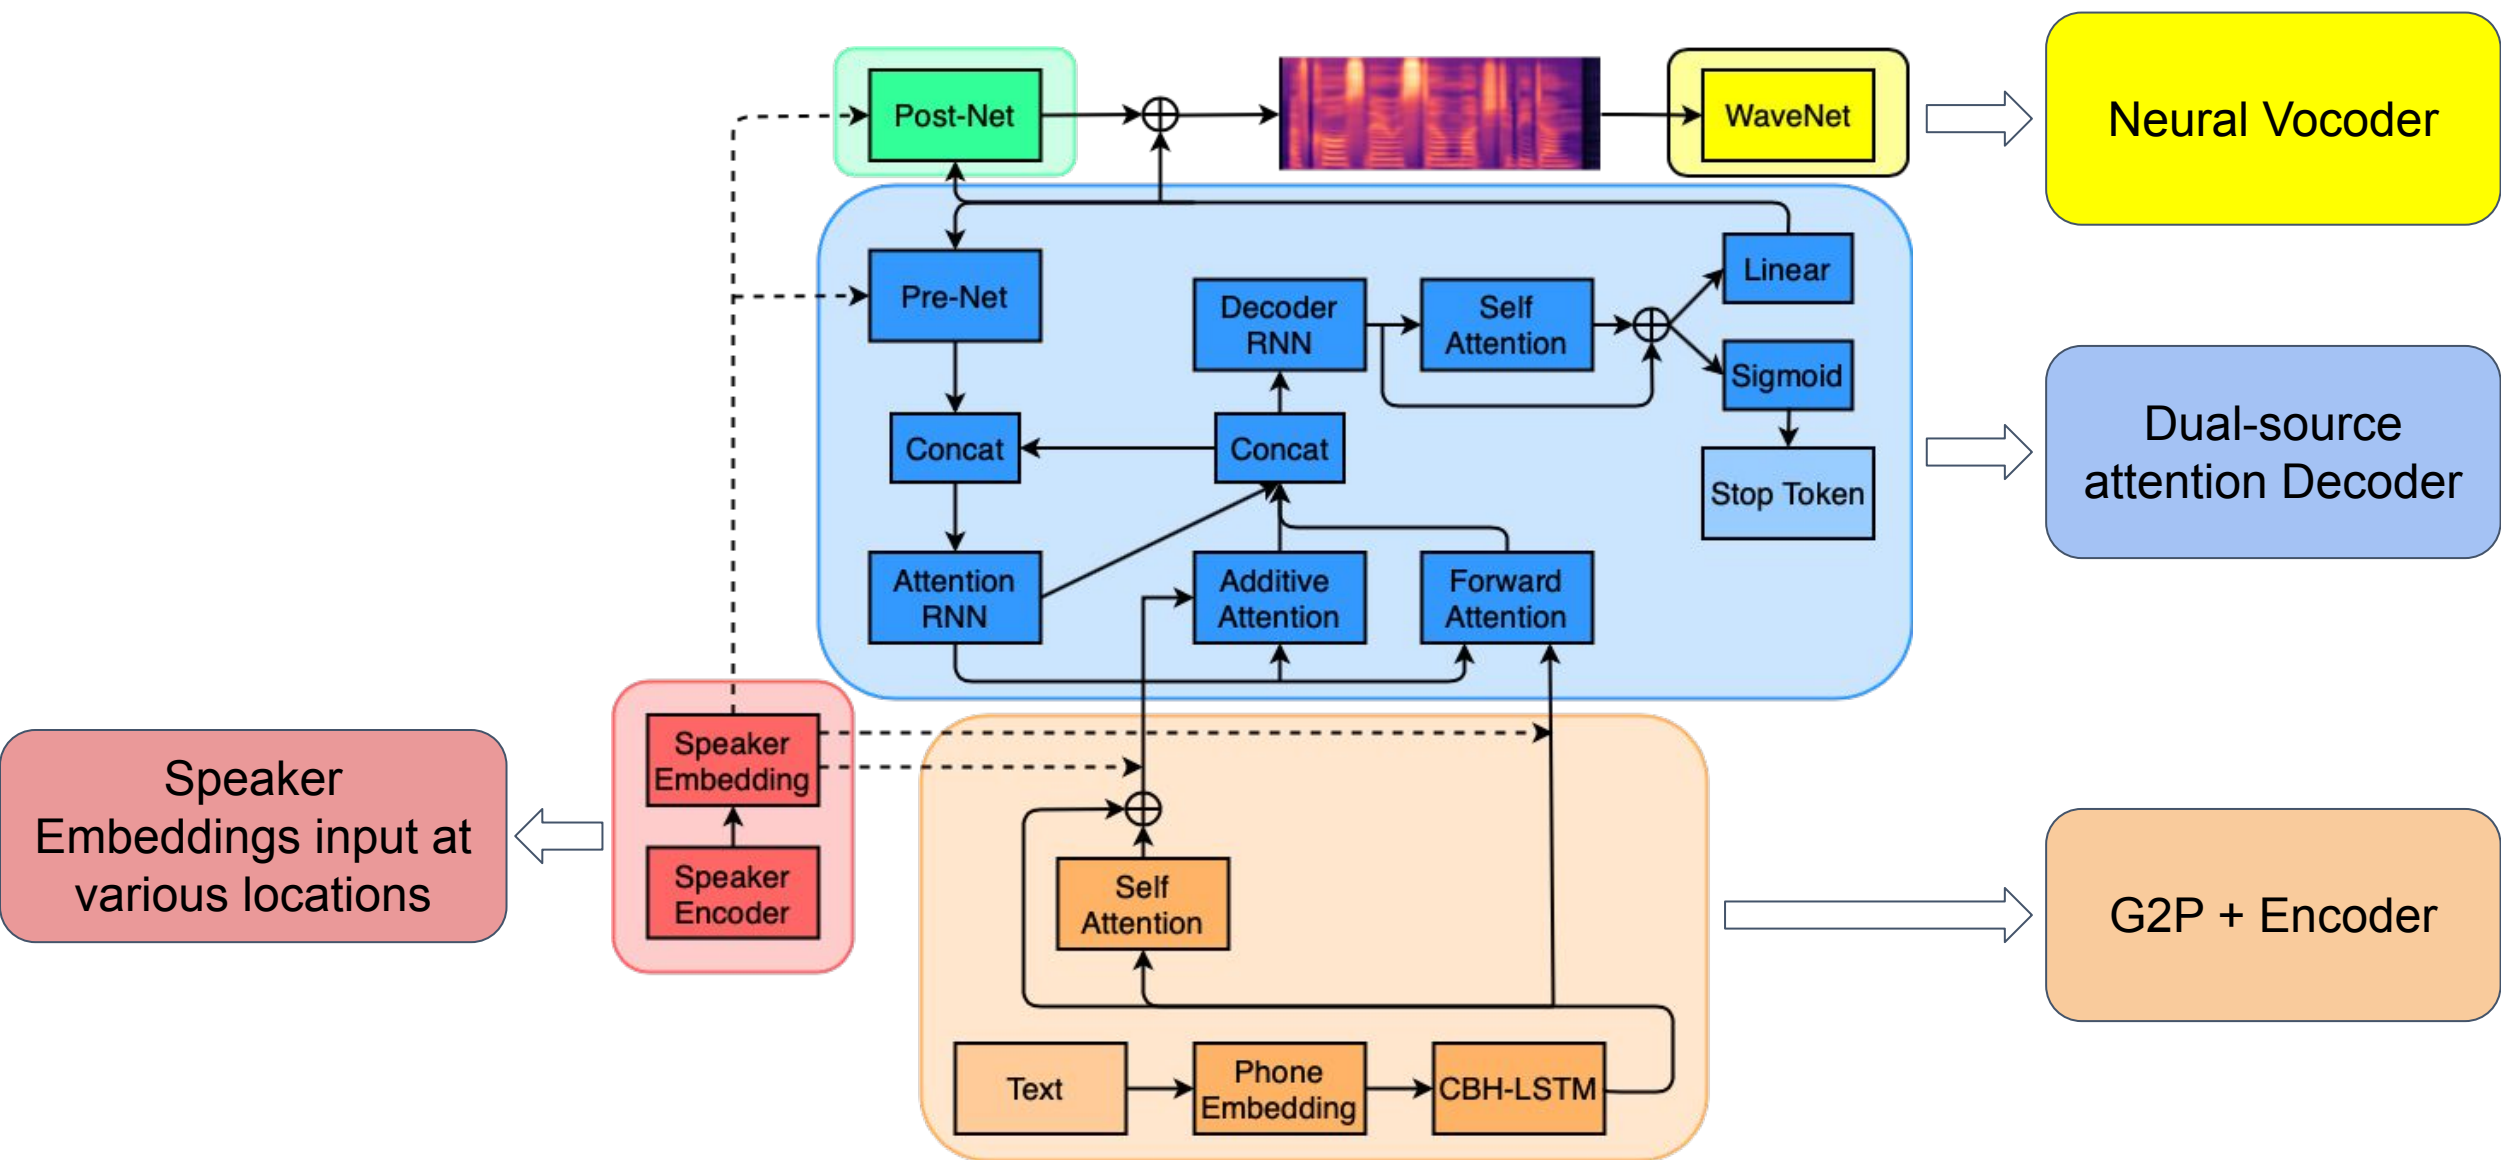 Post-Net
WaveNet
Neural Vocoder
Pre-Net
Decoder
RNN
Self
Attention
Linear
Sigmoid
Concat
Concat
Stop Token
Dual-source
attention Decoder
Attention
RNN
Additive
Attention
Forward
Attention
Speaker
Embeddings input at
various locations
Speaker
Embedding
Speaker
Encoder
Self
Attention
G2P + Encoder
Text
Phone
Embedding
CBH-LSTM